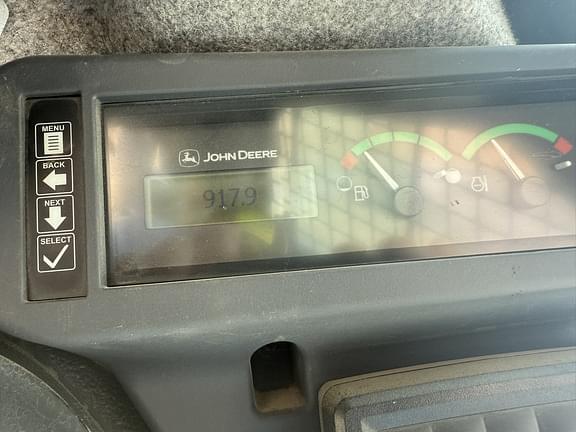 MENU
BACK
NEXT
SELECT
JOHN DEERE
917.9